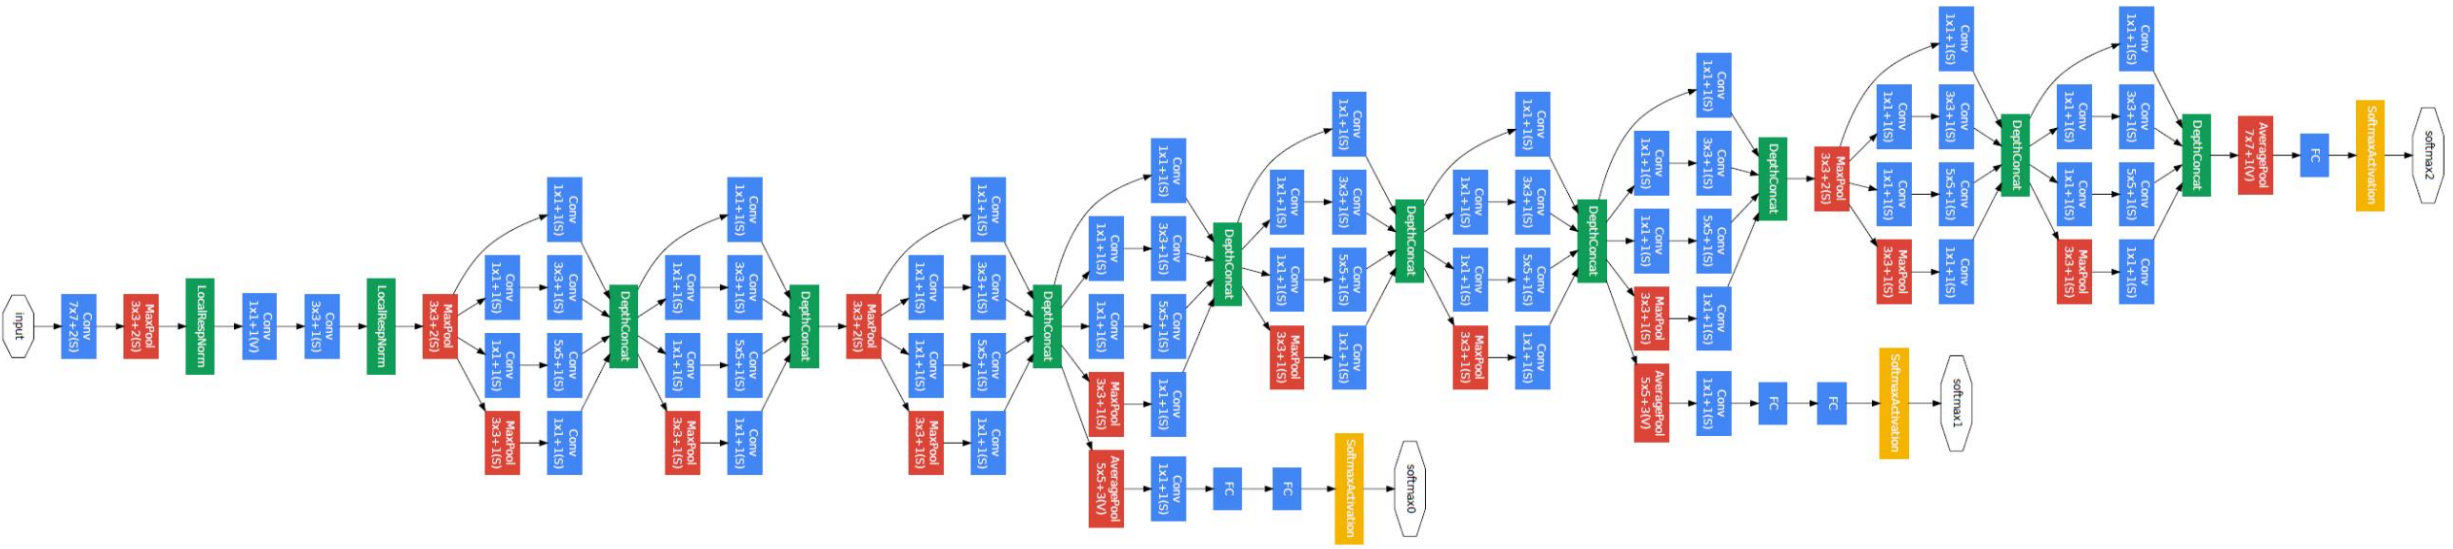 input
Conv
7x7+2(S)
MaxPool
3x3+2(S)
LocalRespNorm
Conv
1x1+1(V)
Conv
3x3+1(S)
LocalRespNorm
MaxPool
3x3+2(S)
Conv
1x1+1(S)
Conv
1x1+1(S)
MaxPool
3x3+1(S)
Conv
1x1+1(S)
Conv
3x3+1(S)
Conv
5x5+1(S)
Conv
1x1+1(S)
DepthConcat
Conv
1x1+1(S)
Conv
1x1+1(S)
MaxPool
3x3+1(S)
Conv
1x1+1(S)
Conv
3x3+1(S)
Conv
5x5+1(S)
Conv
1x1+1(S)
DepthConcat
MaxPool
3x3+2(S)
Conv
1x1+1(S)
Conv
1x1+1(S)
MaxPool
3x3+1(S)
Conv
1x1+1(S)
Conv
3x3+1(S)
Conv
5x5+1(S)
Conv
1x1+1(S)
DepthConcat
Conv
1x1+1(S)
Conv
1x1+1(S)
MaxPool
3x3+1(S)
AveragePool
5x5+3(V)
Conv
1x1+1(S)
Conv
3x3+1(S)
Conv
5x5+1(S)
Conv
1x1+1(S)
Conv
1x1+1(S)
DepthConcat
FC
Conv
1x1+1(S)
Conv
1x1+1(S)
MaxPool
3x3+1(S)
FC
Conv
1x1+1(S)
Conv
3x3+1(S)
Conv
5x5+1(S)
Conv
1x1+1(S)
SoftmaxActivation
DepthConcat
softmax0
Conv
1x1+1(S)
Conv
1x1+1(S)
MaxPool
3x3+1(S)
Conv
1x1+1(S)
Conv
3x3+1(S)
Conv
5x5+1(S)
Conv
1x1+1(S)
DepthConcat
Conv
1x1+1(S)
Conv
1x1+1(S)
MaxPool
3x3+1(S)
AveragePool
5x5+3(V)
Conv
1x1+1(S)
Conv
3x3+1(S)
Conv
5x5+1(S)
Conv
1x1+1(S)
Conv
1x1+1(S)
DepthConcat
FC
MaxPool
3x3+2(S)
FC
Conv
1x1+1(S)
Conv
1x1+1(S)
MaxPool
3x3+1(S)
SoftmaxActivation
Conv
1x1+1(S)
Conv
3x3+1(S)
Conv
5x5+1(S)
Conv
1x1+1(S)
softmax1
DepthConcat
Conv
1x1+1(S)
Conv
1x1+1(S)
MaxPool
3x3+1(S)
Conv
1x1+1(S)
Conv
3x3+1(S)
Conv
5x5+1(S)
Conv
1x1+1(S)
DepthConcat
AveragePool
7x7+1(V)
FC
SoftmaxActivation
softmax2